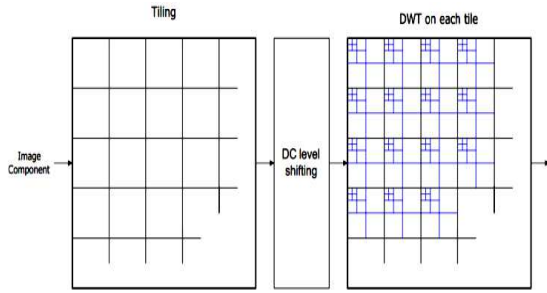 Tiling
DWT on each tile
Image
Component
DC level
shifting